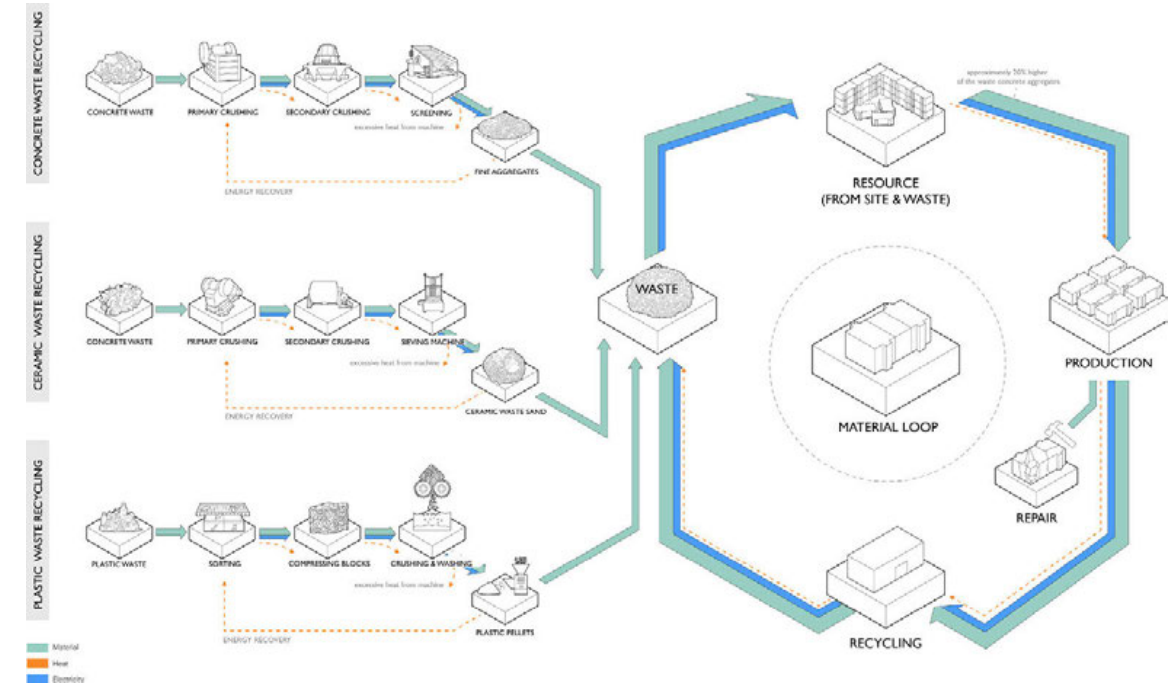 CONCRETE WASTE RECYCLING
CONCRETE WASTE
PRIMARY CRUSHING
SECONDARY CRUSHING
SCREENING
excessive heat from machine
FINE AGGREGATES
ENERGY RECOVERY
CERAMIC WASTE RECYCLING
CONCRETE WASTE
PRIMARY CRUSHING
SECONDARY CRUSHING
SIEVING MACHINE
excessive heat from machine
CERAMIC WASTE SAND
ENERGY RECOVERY
PLASTIC WASTE RECYCLING
PLASTIC WASTE
SORTING
COMPRESSING BLOCKS
CRUSHING & WASHING
excessive heat from machine
PLASTIC PELLETS
ENERGY RECOVERY
Material
Heat
Electricity
WASTE
RESOURCE
(FROM SITE & WASTE)
approximately 50% higher
of the waste concrete aggregates
PRODUCTION
MATERIAL LOOP
REPAIR
RECYCLING